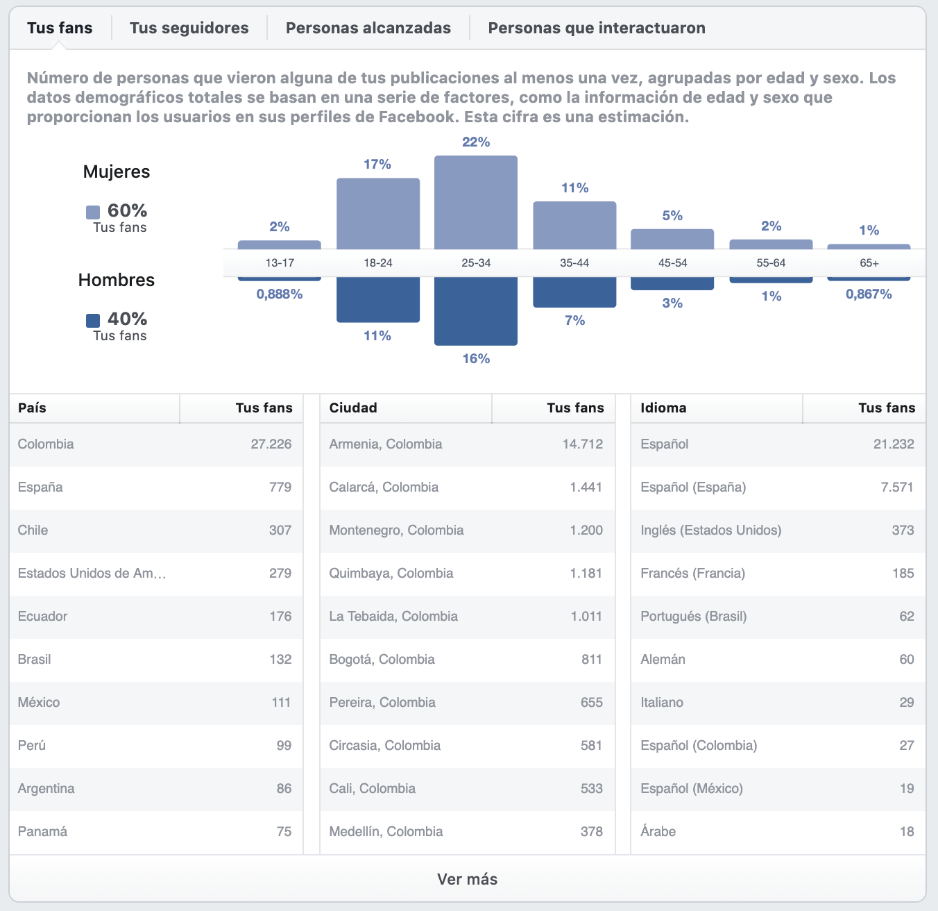 Tus fans
Tus seguidores
Personas alcanzadas
Personas que interactuaron
Número de personas que vieron alguna de tus publicaciones al menos una vez, agrupadas por edad y sexo. Los
datos demográficos totales se basan en una serie de factores, como la información de edad y sexo que
proporcionan los usuarios en sus perfiles de Facebook. Esta cifra es una estimación.
Mujeres
60%
Tus fans
2% 17% 22% 11% 5% 2% 1%
13-17 18-24 25-34 35-44 45-54 55-64 65+
Hombres
40%
Tus fans
0,888% 11% 16% 7% 3% 1% 0,867%
País Tus fans
Colombia 27.226
España 779
Chile 307
Estados Unidos de Am... 279
Ecuador 176
Brasil 132
México 111
Perú 99
Argentina 86
Panamá 75
Ciudad Tus fans
Armenia, Colombia 14.712
Calarcá, Colombia 1.441
Montenegro, Colombia 1.200
Quimbaya, Colombia 1.181
La Tebaida, Colombia 1.011
Bogotá, Colombia 811
Pereira, Colombia 655
Circasia, Colombia 581
Cali, Colombia 533
Medellín, Colombia 378
Idioma Tus fans
Español 21.232
Español (España) 7.571
Inglés (Estados Unidos) 373
Francés (Francia) 185
Portugués (Brasil) 62
Alemán 60
Italiano 29
Español (Colombia) 27
Español (México) 19
Árabe 18
Ver más